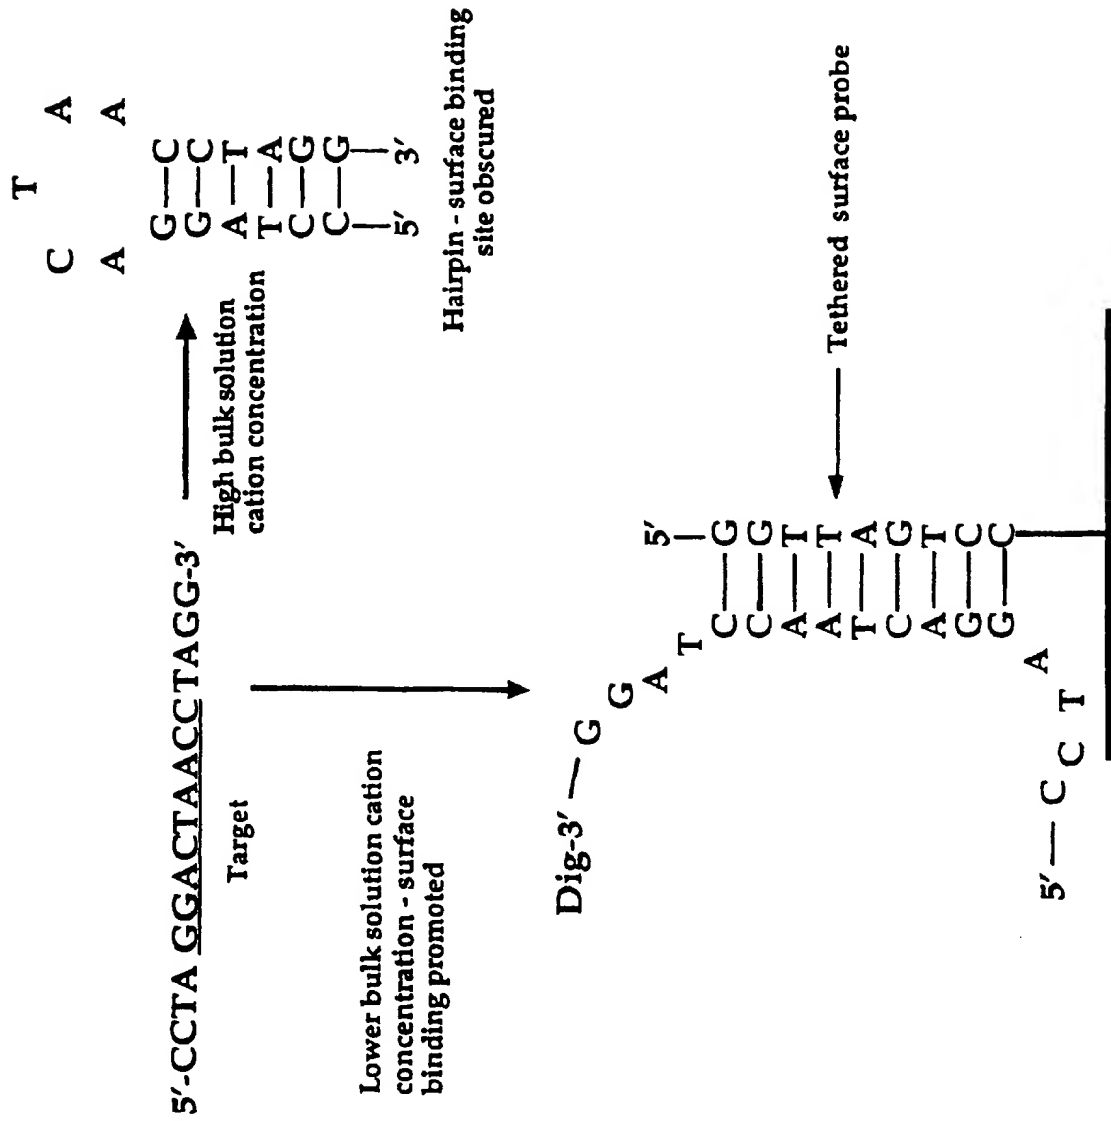 T
C A
A A
G—C
G—C
A—T
T—A
C—G
C—G
5' 3'
Hairpin - surface binding
site obscured
5'-CCTA GGACTAACCTAGG-3'
Target
High bulk solution
cation concentration
Lower bulk solution cation
concentration - surface
binding promoted
Dig-3' — G
G
A
T
5'
C—G
C—G
A—T
A—T
T—A
C—G
A—T
G—C
G—C
A
T
C
5' — C
Tethered surface probe